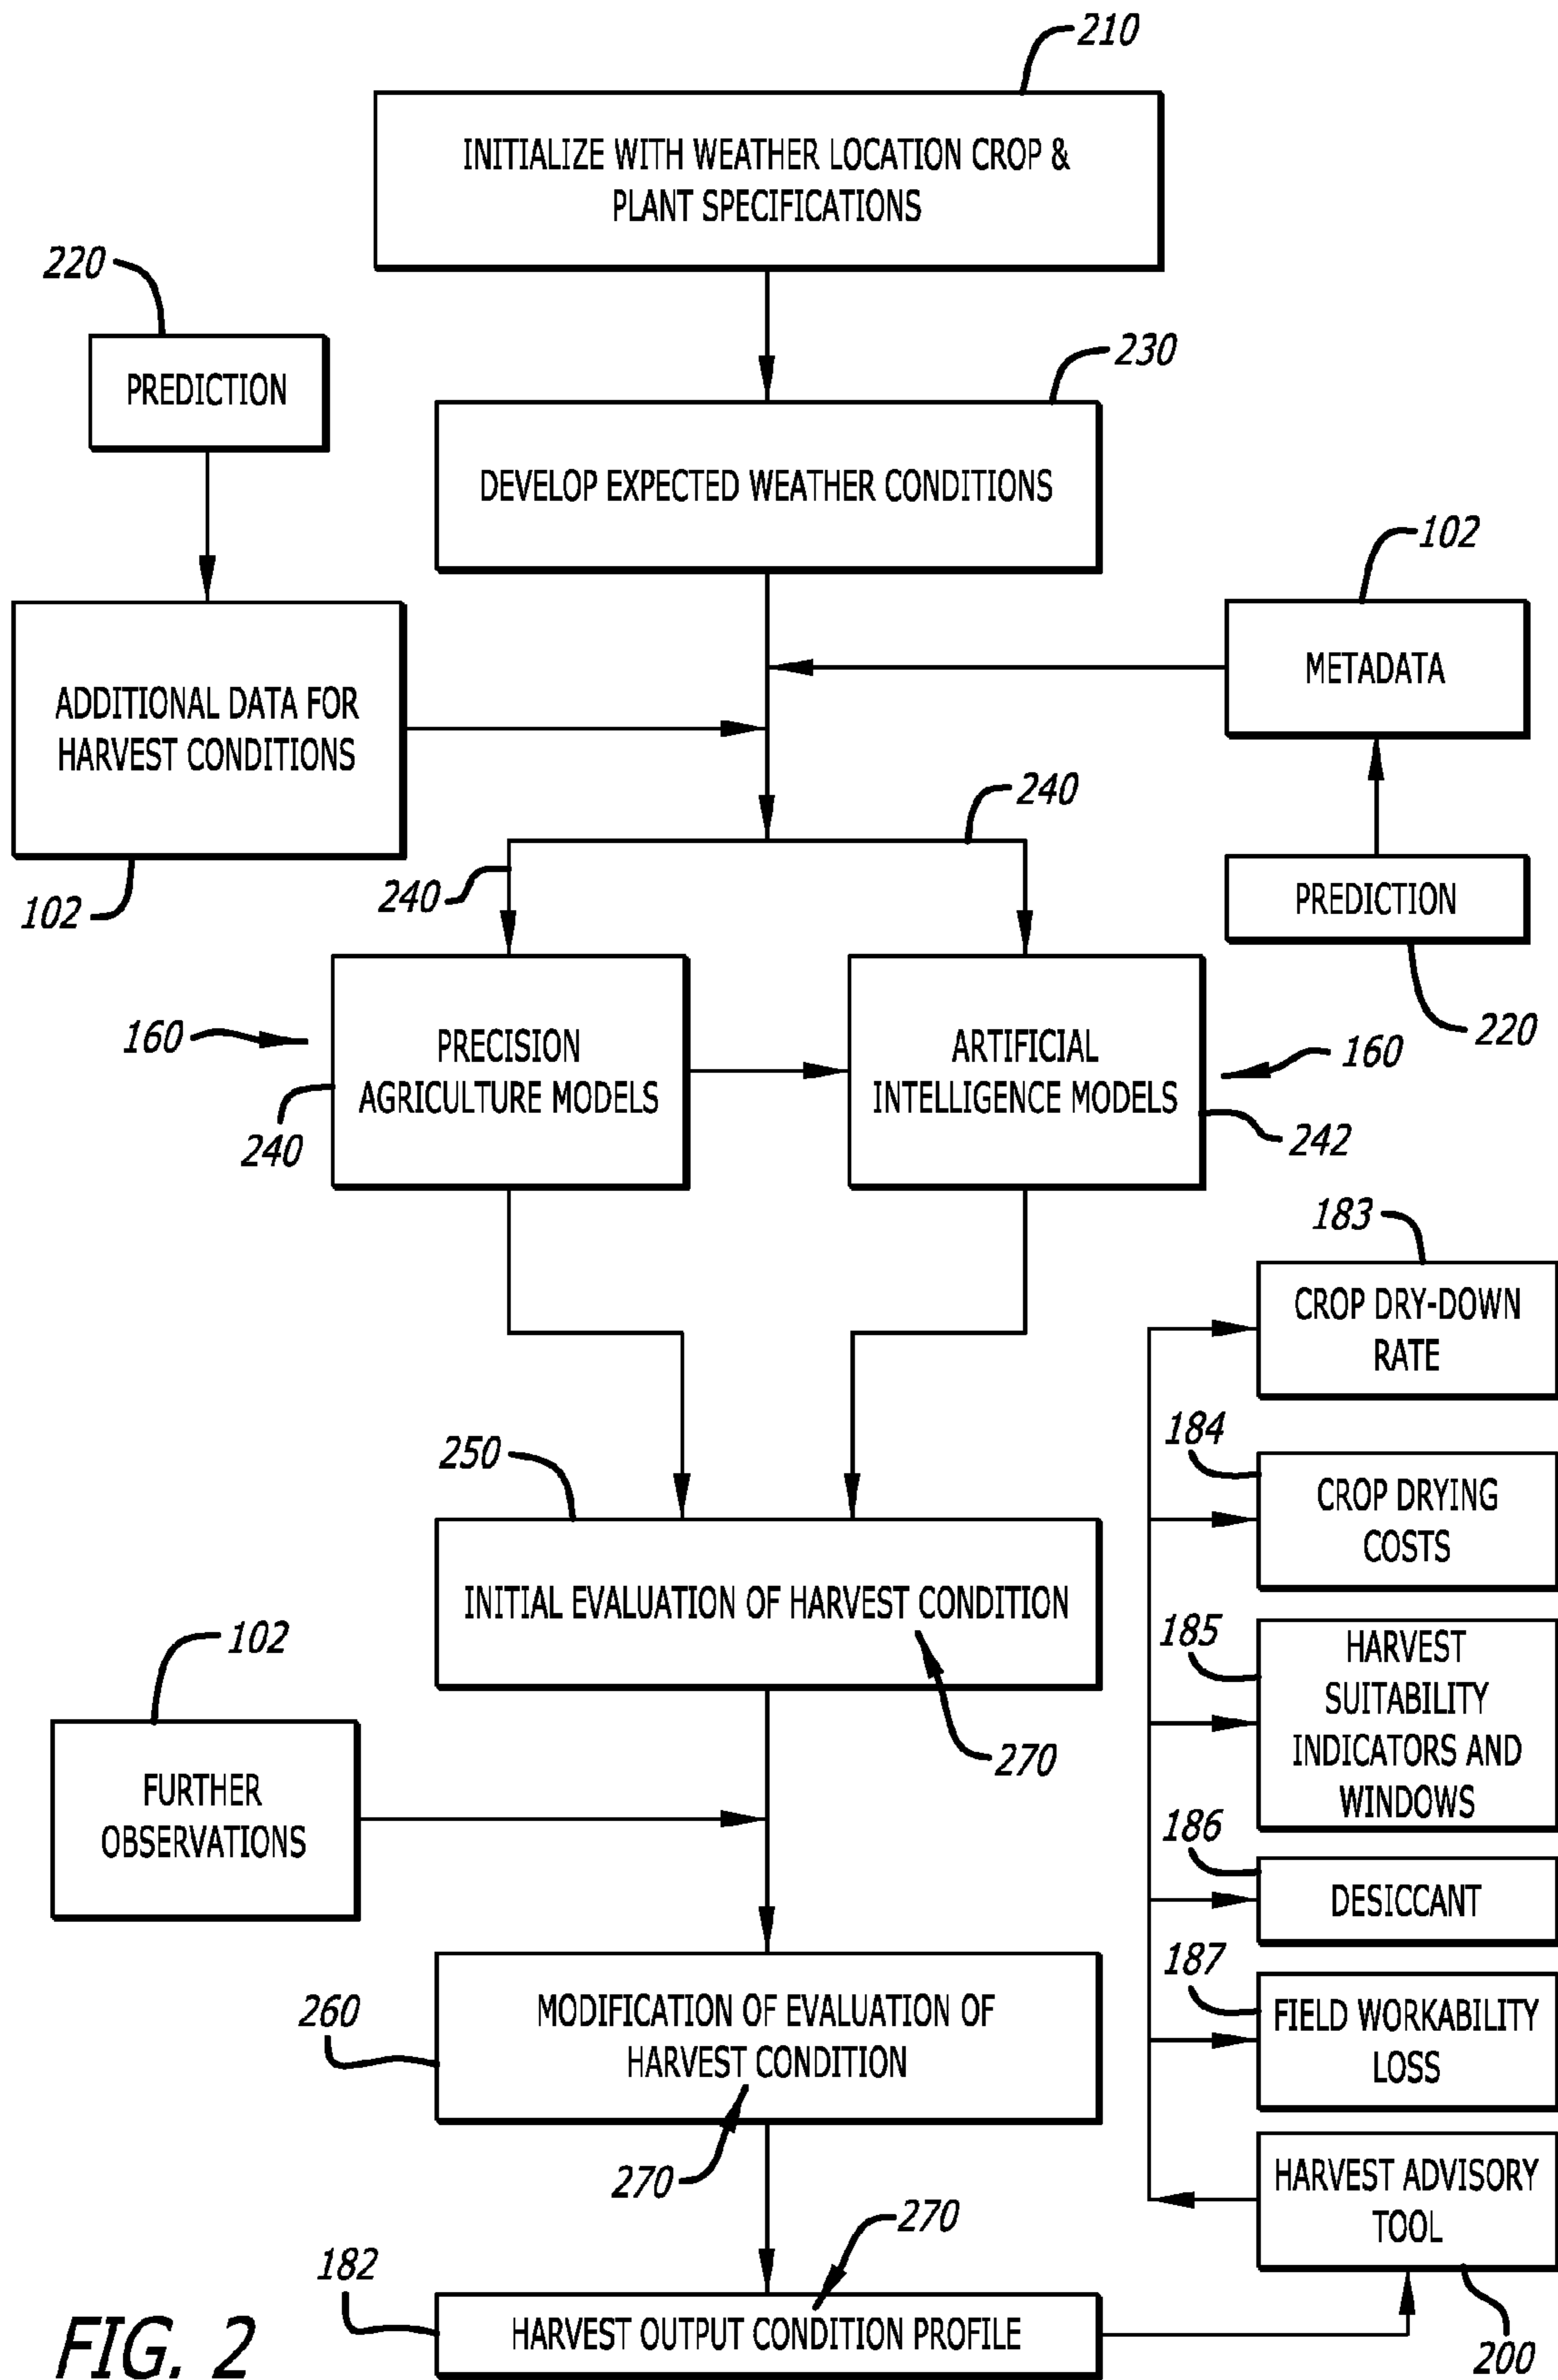 210
INITIALIZE WITH WEATHER LOCATION CROP &
PLANT SPECIFICATIONS
220
PREDICTION
230
DEVELOP EXPECTED WEATHER CONDITIONS
102
METADATA
ADDITIONAL DATA FOR
HARVEST CONDITIONS
102
240
240
PREDICTION
220
160
PRECISION
AGRICULTURE MODELS
240
ARTIFICIAL
INTELLIGENCE MODELS
160
242
183
CROP DRY-DOWN
RATE
184
CROP DRYING
COSTS
250
INITIAL EVALUATION OF HARVEST CONDITION
270
185
HARVEST
SUITABILITY
INDICATORS AND
WINDOWS
102
FURTHER
OBSERVATIONS
186
DESICCANT
187
FIELD WORKABILITY
LOSS
260
MODIFICATION OF EVALUATION OF
HARVEST CONDITION
270
HARVEST ADVISORY
TOOL
200
270
182
HARVEST OUTPUT CONDITION PROFILE
FIG. 2